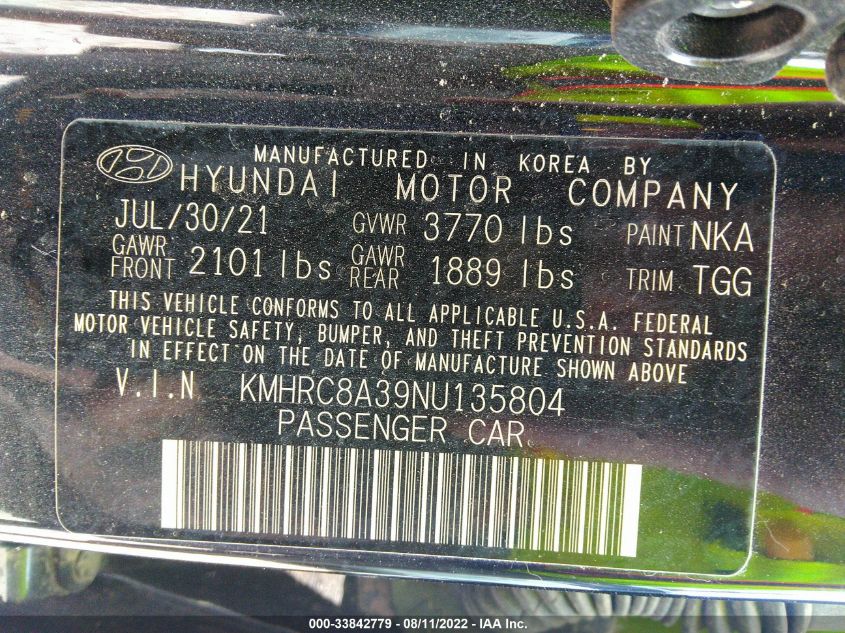 MANUFACTURED IN KOREA BY
HYUNDAI MOTOR COMPANY
JUL/30/21 GVWR 3770 lbs PAINT NKA
GAWR FRONT 2101 lbs GAWR REAR 1889 lbs TRIM TGG
THIS VEHICLE CONFORMS TO ALL APPLICABLE U.S.A. FEDERAL
MOTOR VEHICLE SAFETY, BUMPER, AND THEFT PREVENTION STANDARDS
IN EFFECT ON THE DATE OF MANUFACTURE SHOWN ABOVE
V.I.N KMHRC8A39NU135804
PASSENGER CAR
000-33842779 - 08/11/2022 - IAA Inc.